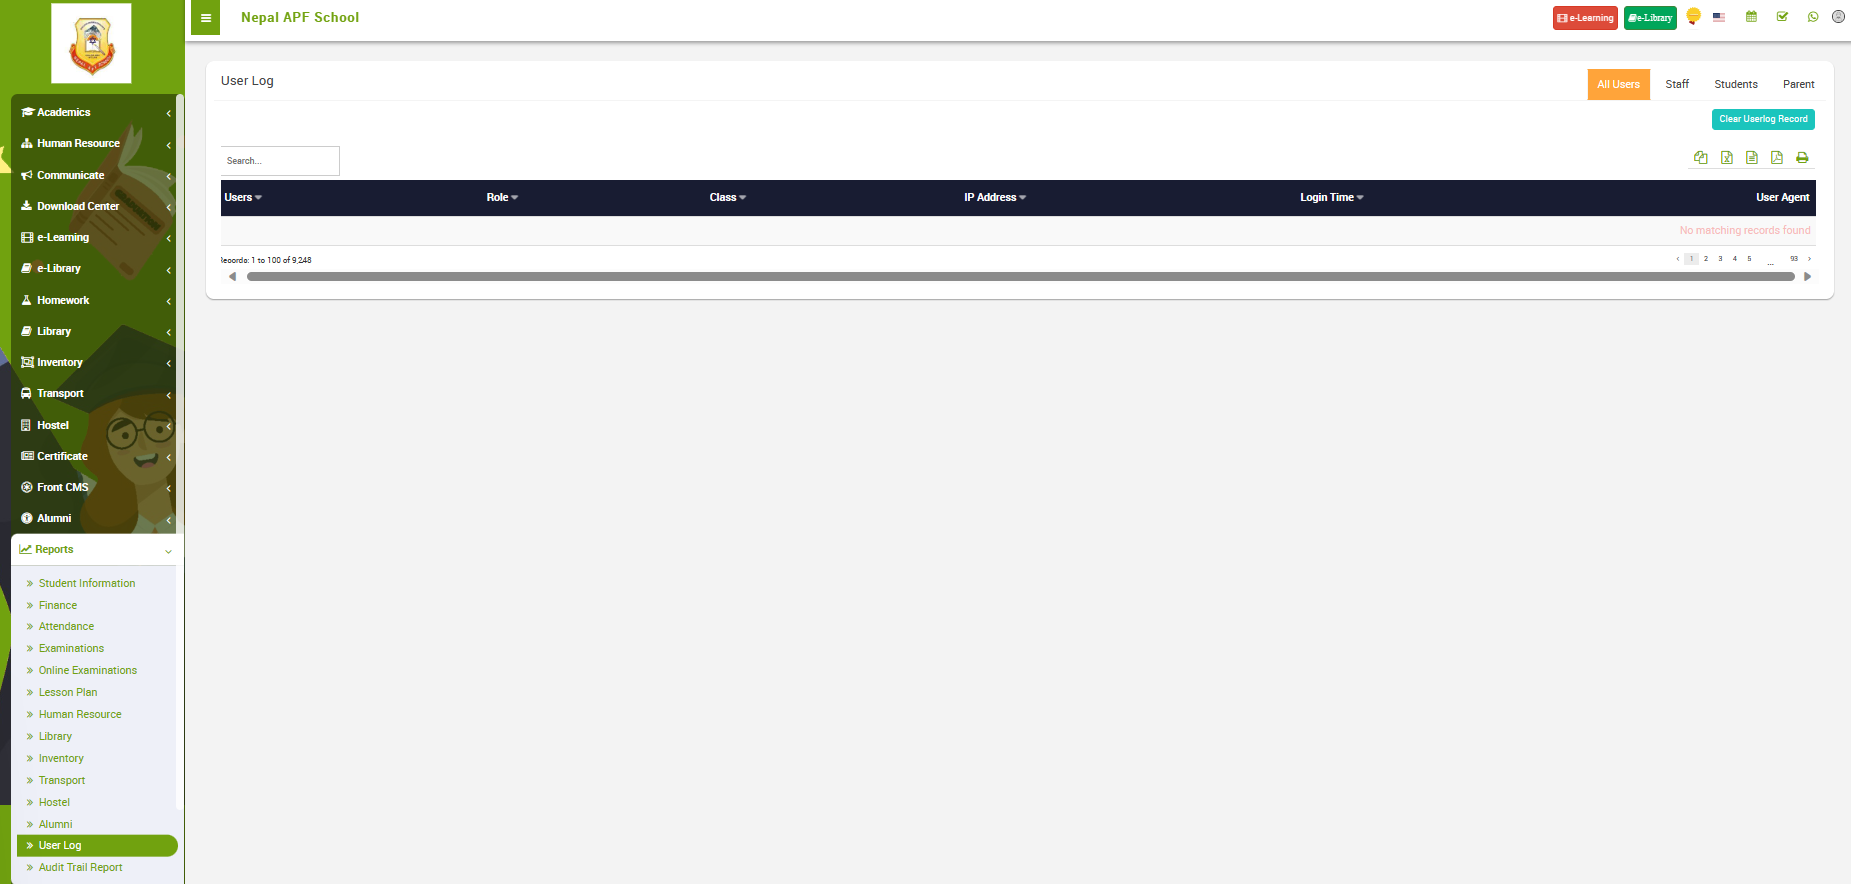 Nepal APF School
e-Learning
e-Library
Academics
Human Resource
Communicate
Download Center
e-Learning
e-Library
Homework
Library
Inventory
Transport
Hostel
Certificate
Front CMS
Alumni
Reports
Student Information
Finance
Attendance
Examinations
Online Examinations
Lesson Plan
Human Resource
Library
Inventory
Transport
Hostel
Alumni
User Log
Audit Trail Report
User Log
All Users Staff Students Parent
Clear Userlog Record
Search...
Users Role Class IP Address Login Time User Agent
No matching records found
Records: 1 to 100 of 9,248
‹ 1 2 3 4 5 ... 93 ›